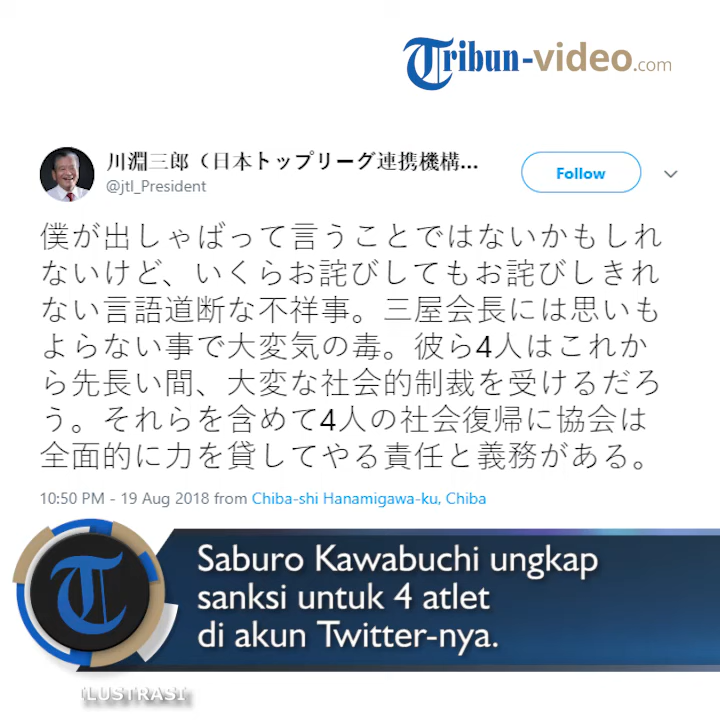 Tribun-video.com
川淵三郎（日本トップリーグ連携機構...
@jtl_President
Follow
僕が出しゃばって言うことではないかもしれ
ないけど、いくらお詫びしてもお詫びしきれ
ない言語道断な不祥事。三屋会長には思いも
よらない事で大変気の毒。彼ら4人はこれか
ら先長い間、大変な社会的制裁を受けるだろ
う。それらを含めて4人の社会復帰に協会は
全面的に力を貸してやる責任と義務がある。
10:50 PM - 19 Aug 2018 from Chiba-shi Hanamigawa-ku, Chiba
T
Saburo Kawabuchi ungkap
sanksi untuk 4 atlet
di akun Twitter-nya.
ILUSTRASI